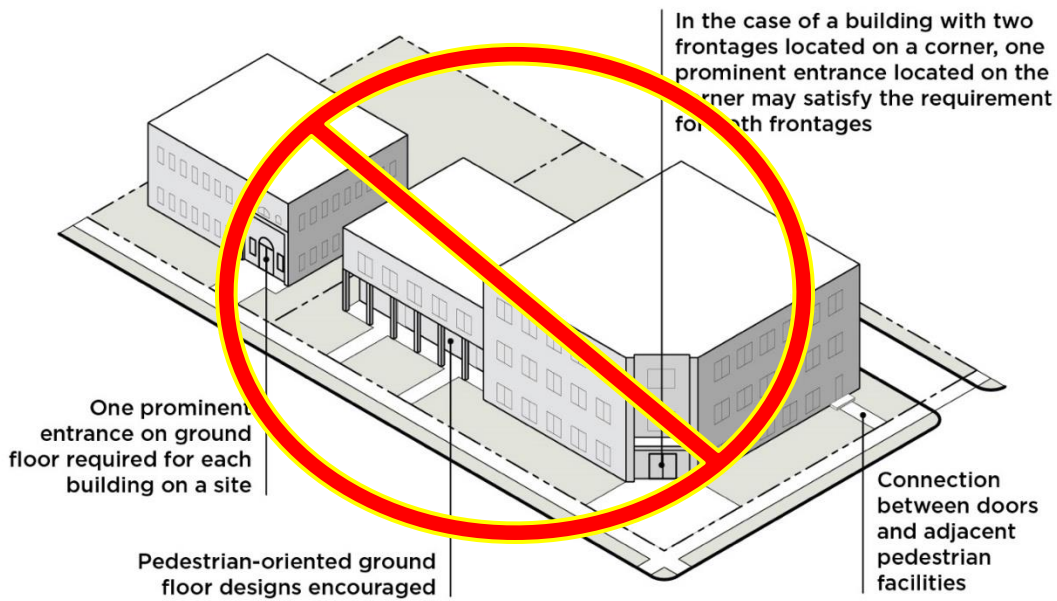 In the case of a building with two
frontages located on a corner, one
prominent entrance located on the
may satisfy the requirement
frontages
One prominent
entrance on ground
floor required for each
building on a site
Pedestrian-oriented ground
floor designs encouraged
Connection
between doors
and adjacent
pedestrian
facilities